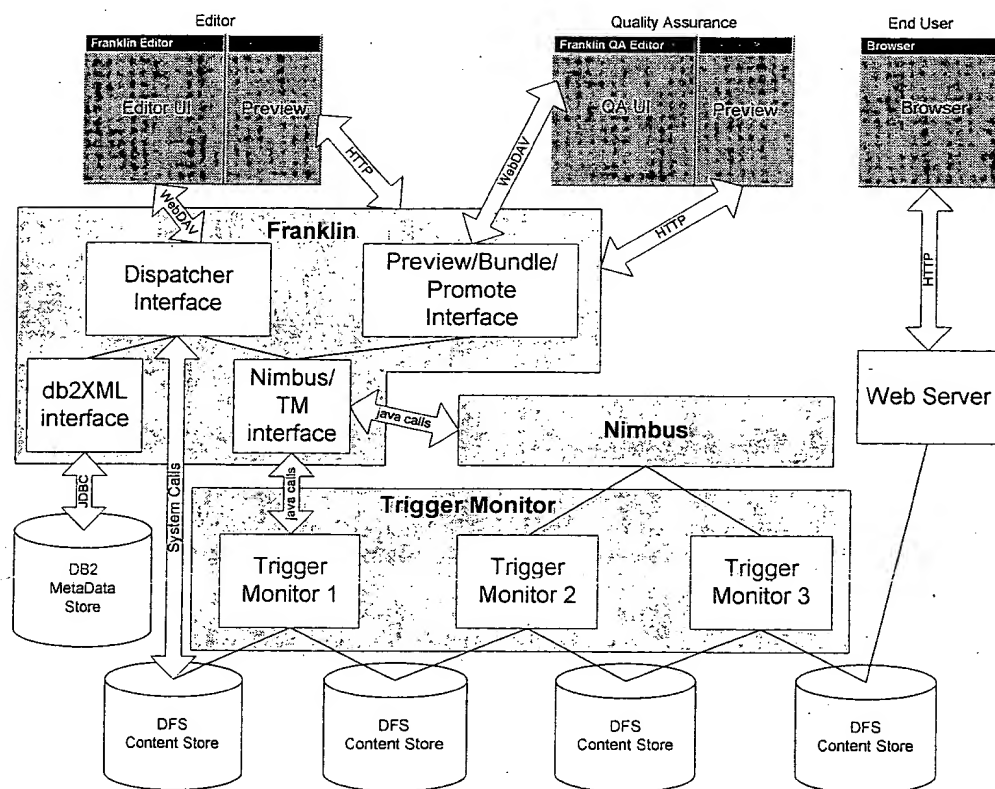 Editor
Quality Assurance
End User
Franklin Editor
Franklin QA Editor
Browser
Editor UI
Preview
QA UI
Preview
Browser
HTTP
WebDAV
WebDAV
HTTP
HTTP
Franklin
Dispatcher
Interface
Preview/Bundle/
Promote
Interface
db2XML
interface
Nimbus/
TM
interface
java calls
Nimbus
Web Server
JDBC
System Calls
java calls
Trigger Monitor
DB2
MetaData
Store
Trigger
Monitor 1
Trigger
Monitor 2
Trigger
Monitor 3
DFS
Content Store
DFS
Content Store
DFS
Content Store
DFS
Content Store